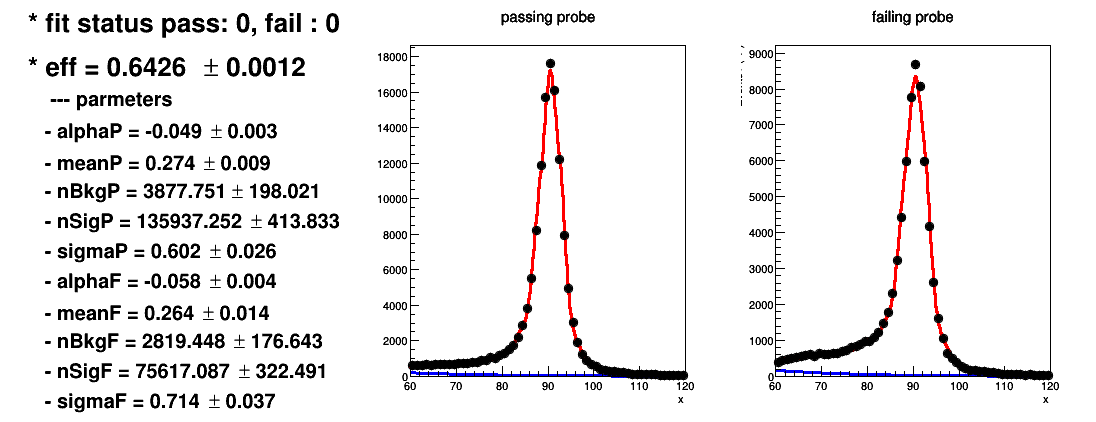 * fit status pass: 0, fail : 0
* eff = 0.6426 ± 0.0012
--- parmeters
- alphaP = -0.049 ± 0.003
- meanP = 0.274 ± 0.009
- nBkgP = 3877.751 ± 198.021
- nSigP = 135937.252 ± 413.833
- sigmaP = 0.602 ± 0.026
- alphaF = -0.058 ± 0.004
- meanF = 0.264 ± 0.014
- nBkgF = 2819.448 ± 176.643
- nSigF = 75617.087 ± 322.491
- sigmaF = 0.714 ± 0.037
passing probe
18000
16000
14000
12000
10000
8000
6000
4000
2000
0
60 70 80 90 100 110 120
x
failing probe
9000
8000
7000
6000
5000
4000
3000
2000
1000
0
60 70 80 90 100 110 120
x